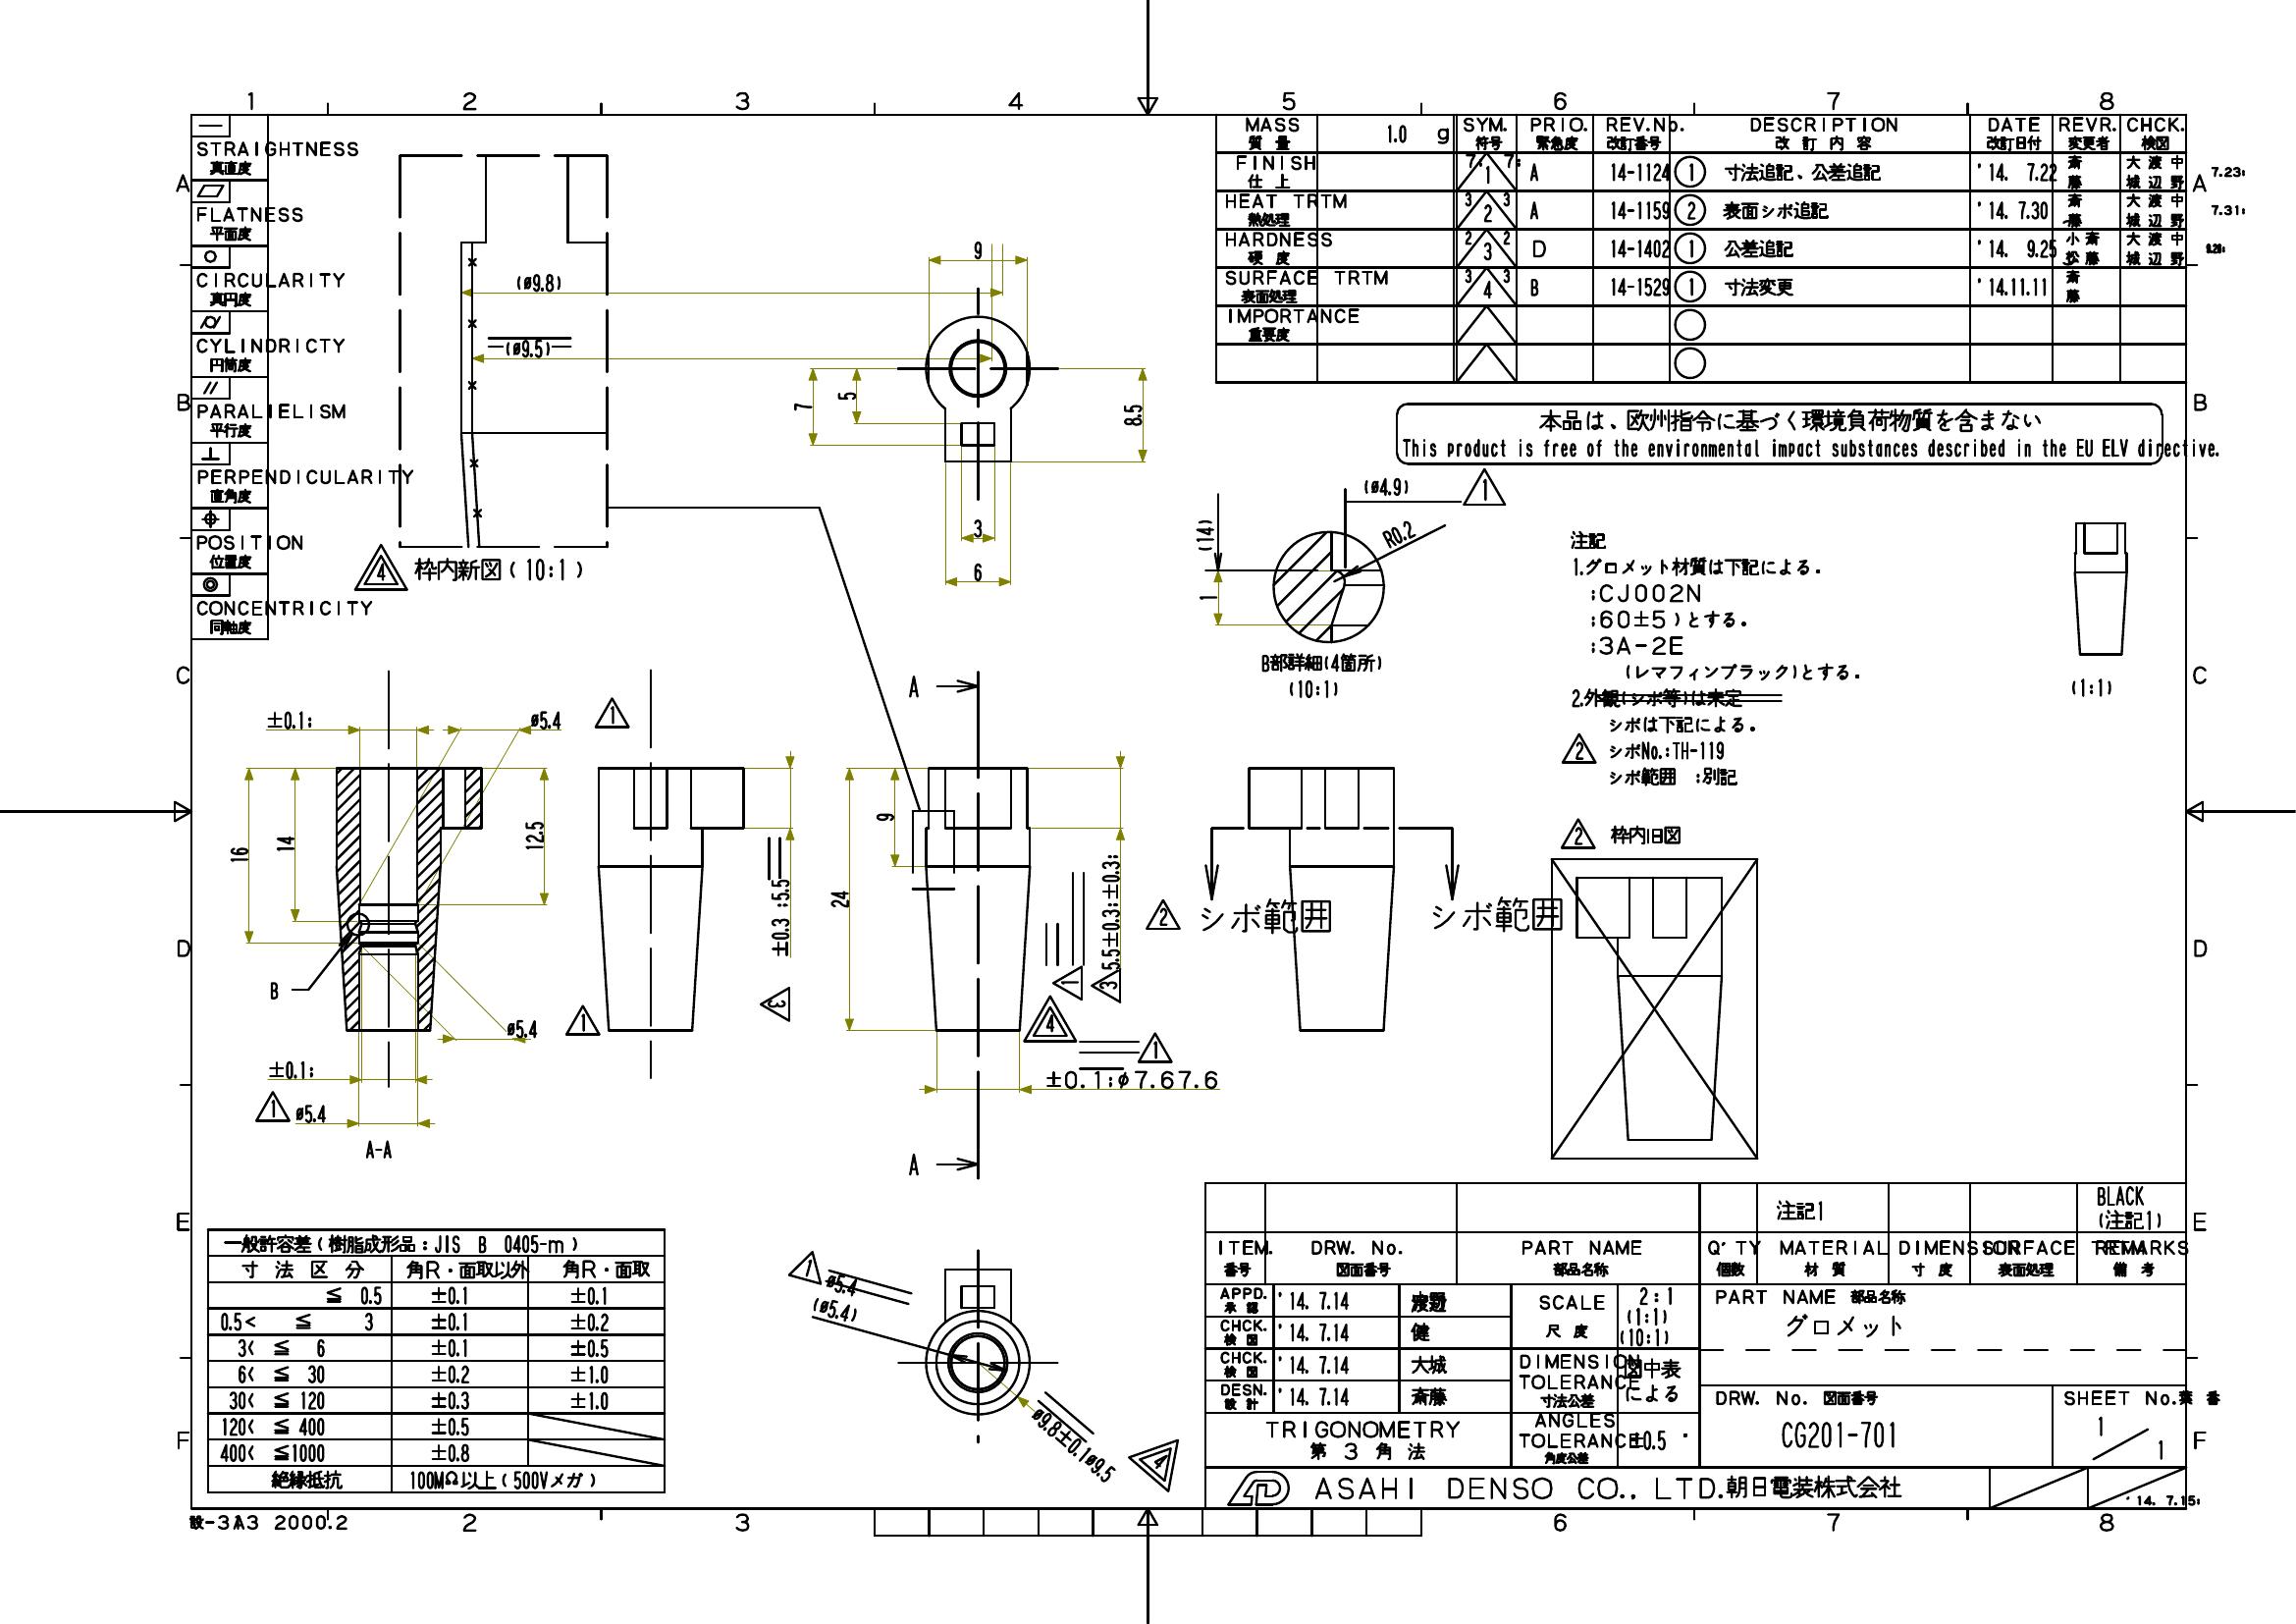 1 2 3 4 5 6 7 8
A B C D E F
STRAIGHTNESS
真直度
FLATNESS
平面度
CIRCULARITY
真円度
CYLINDRICTY
円筒度
PARALIELISM
平行度
PERPENDICULARITY
直角度
POSITION
位置度
CONCENTRICITY
同軸度
MASS 1.0 g SYM. PRIO. REV.No. DESCRIPTION DATE REVR. CHCK.
質量 符号 緊急度 改訂番号 改訂内容 改訂日付 変更者 検図
FINISH 7: 7: 1 A 14-1124 1 寸法追記、公差追記 '14. 7.22 斎藤 大城 渡辺 中野 7.23:
仕上
HEAT TRTM 3 3 2 A 14-1159 2 表面シボ追記 '14. 7.30 斎藤 大城 渡辺 中野 7.31:
熱処理
HARDNESS 2 2 3 D 14-1402 1 公差追記 '14. 9.25 小松 斎藤 大城 渡辺 中野
硬度
SURFACE TRTM 3 3 4 B 14-1529 1 寸法変更 '14.11.11 斎藤
表面処理
IMPORTANCE
重要度
本品は、欧州指令に基づく環境負荷物質を含まない
This product is free of the environmental impact substances described in the EU ELV directive.
(ø9.8)
(ø9.5)
4 枠内新図(10:1)
9
7
5
8.5
3
6
(ø4.9)
1
(14)
R0.2
1
B部詳細(4箇所)
(10:1)
注記
1.グロメット材質は下記による.
:CJ002N
:60±5)とする.
:3A-2E
(レマフィンブラック)とする.
2.外観(シボ等)は未定
シボは下記による.
2 シボNo.:TH-119
シボ範囲 :別記
(1:1)
±0.1:
ø5.4
1
16
14
12.5
B
ø5.4
1
±0.1:
1 ø5.4
A-A
±0.3 :5.5
3
A
24
9
5.5±0.3:±0.3:
1
3
4
1
±0.1:ø7.67.6
A
2 シボ範囲 シボ範囲
2 枠内旧図
1 ø5.4
(ø5.4)
ø9.8±0.1ø9.5
4
一般許容差(樹脂成形品:JIS B 0405-m)
寸法区分 角R・面取以外 角R・面取
≦ 0.5 ±0.1 ±0.1
0.5< ≦ 3 ±0.1 ±0.2
3< ≦ 6 ±0.1 ±0.5
6< ≦ 30 ±0.2 ±1.0
30< ≦ 120 ±0.3 ±1.0
120< ≦ 400 ±0.5
400< ≦1000 ±0.8
絶縁抵抗 100MΩ以上(500Vメガ)
注記1 BLACK
(注記1)
ITEM. DRW. No. PART NAME Q'TY MATERIAL DIMENSION SURFACE TRTM REMARKS
番号 図面番号 部品名称 個数 材質 寸度 表面処理 備考
APPD. 承認 '14. 7.14
CHCK. 検図 '14. 7.14 健
CHCK. 検図 '14. 7.14 大城
DESN. 設計 '14. 7.14 斎藤
SCALE
尺度
2:1
(1:1)
(10:1)
DIMENSION
TOLERANCE
寸法公差
図中表
による
ANGLES
TOLERANCE
角度公差
±0.5 °
TRIGONOMETRY
第3角法
PART NAME 部品名称
グロメット
DRW. No. 図面番号
CG201-701
SHEET No.葉番
1/1
ASAHI DENSO CO., LTD.朝日電装株式会社
'14. 7.15:
設-3A3 2000.2
2 3 6 7 8